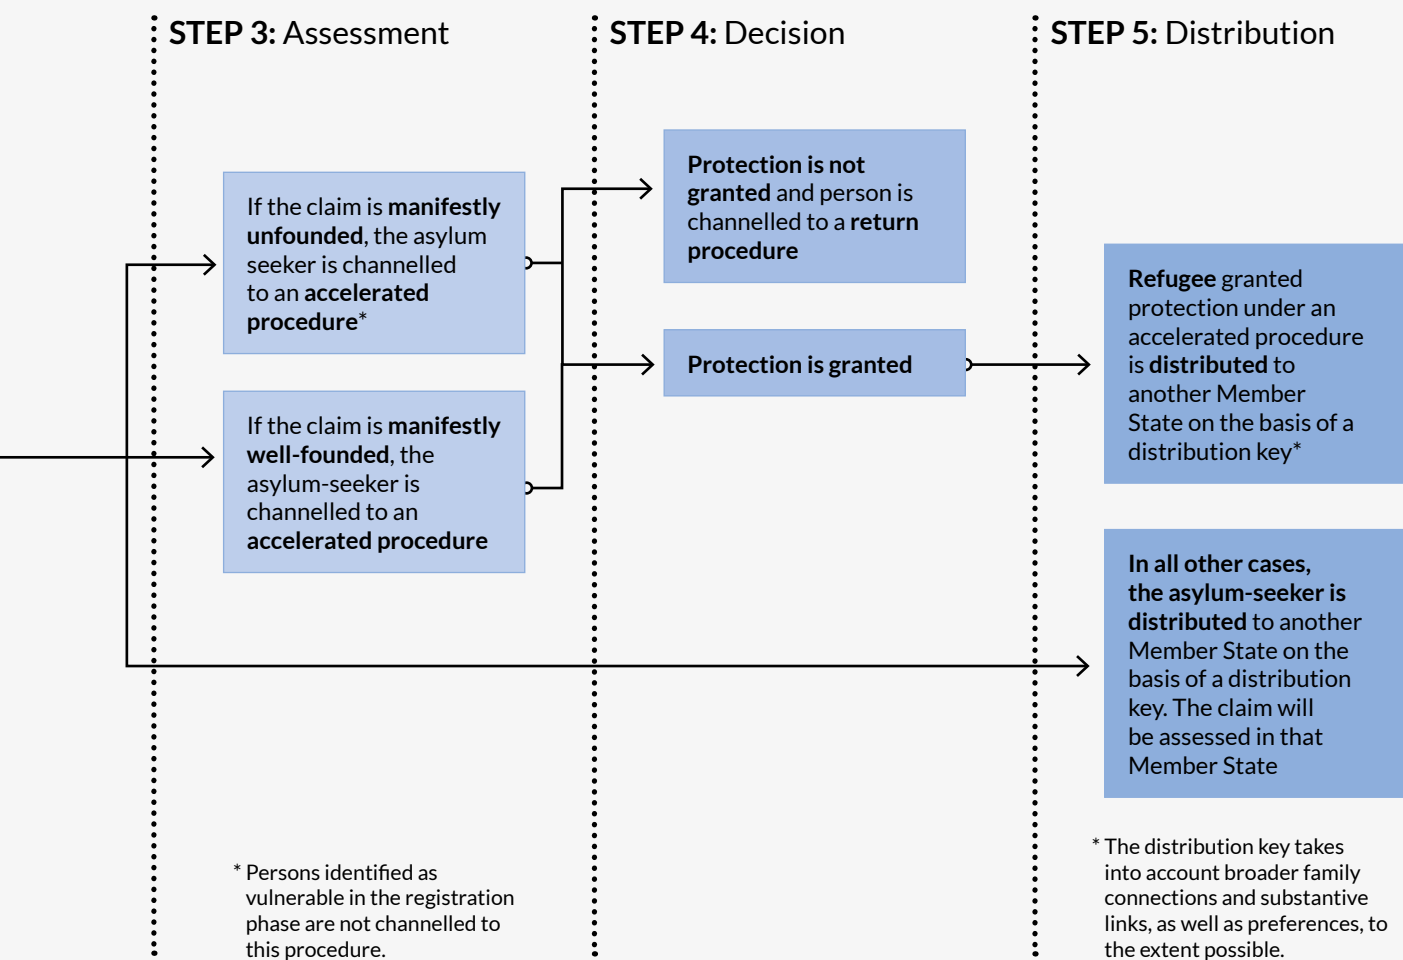 STEP 3: Assessment
If the claim is manifestly
unfounded, the asylum
seeker is channelled
to an accelerated
procedure*
If the claim is manifestly
well-founded, the
asylum-seeker is
channelled to an
accelerated procedure
* Persons identified as
vulnerable in the registration
phase are not channelled to
this procedure.
STEP 4: Decision
Protection is not
granted and person is
channelled to a return
procedure
Protection is granted
STEP 5: Distribution
Refugee granted
protection under an
accelerated procedure
is distributed to
another Member
State on the basis of a
distribution key*
In all other cases,
the asylum-seeker is
distributed to another
Member State on the
basis of a distribution
key. The claim will
be assessed in that
Member State
* The distribution key takes
into account broader family
connections and substantive
links, as well as preferences, to
the extent possible.